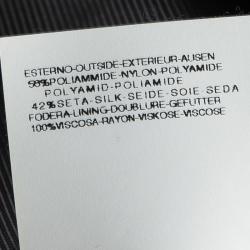 ESTERNO-OUTSIDE-EXTERIEUR-AUSEN
58%POLIAMMIDE-NYLON-POLYAMIDE
POLYAMID-POLIAMIDE
42%SETA-SILK-SEIDE-SOIE-SEDA
FODERA-LINING-DOUBLURE-GEFUTTER
100%VISCOSA-RAYON-VISKOSE-VISCOSE